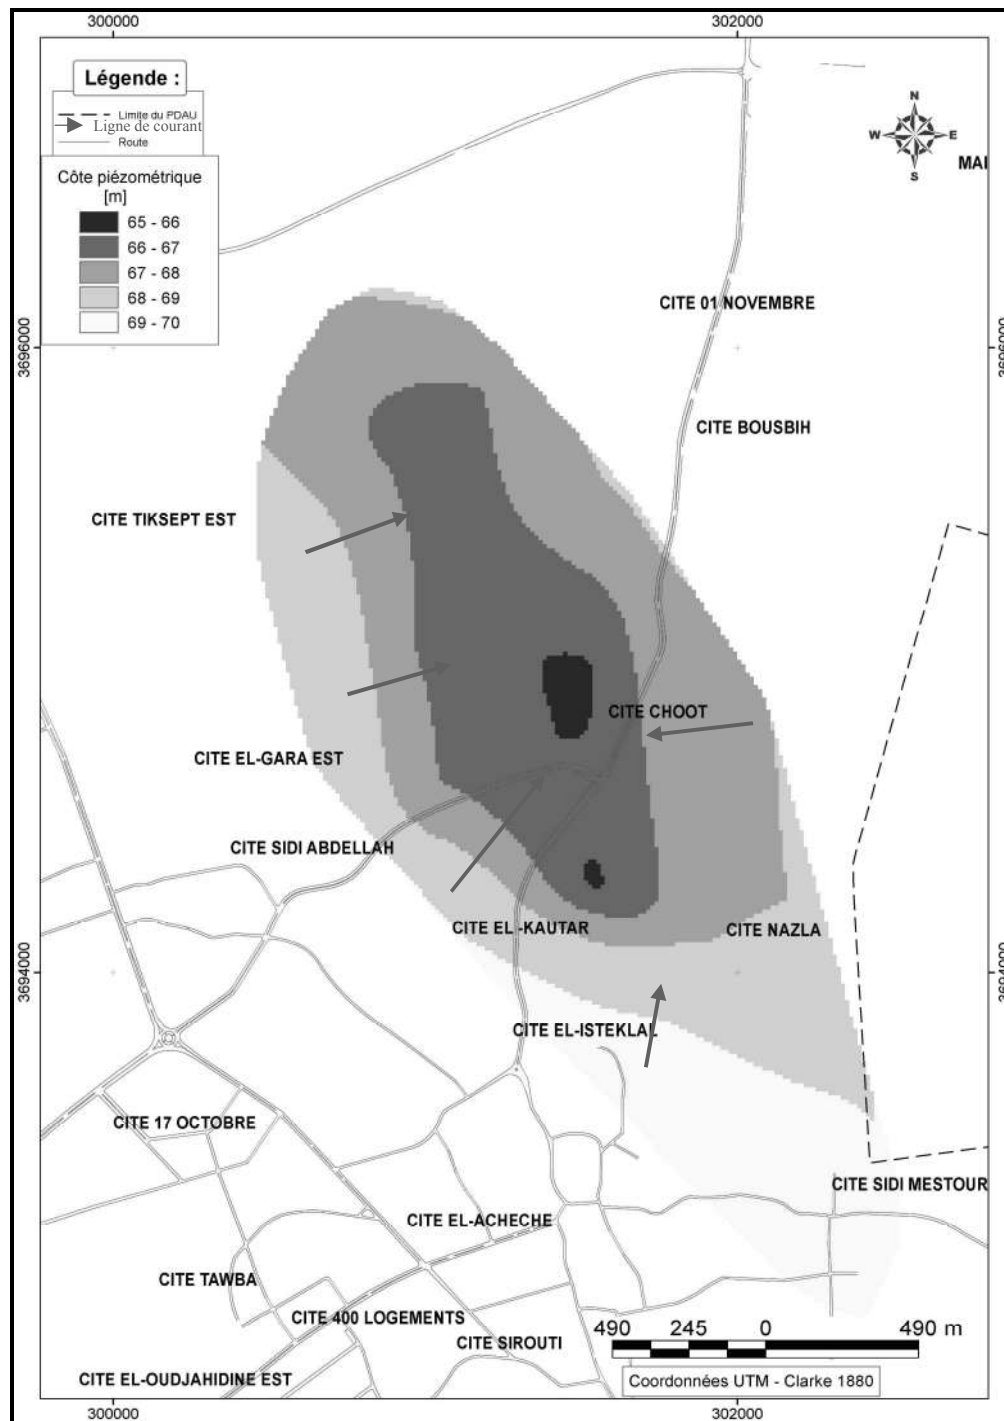 300000
302000
Légende :
Limite du PDAU
Ligne de courant
Route
Côte piézométrique
[m]
65 - 66
66 - 67
67 - 68
68 - 69
69 - 70
N
W
E
S
MAI
CITE 01 NOVEMBRE
3696000
3696000
CITE BOUSBIH
CITE TIKSEPT EST
CITE CHOOT
CITE EL-GARA EST
CITE SIDI ABDELLAH
CITE EL-KAUTAR
CITE NAZLA
3694000
3694000
CITE EL-ISTEKLAL
CITE 17 OCTOBRE
CITE SIDI MESTOUR
CITE EL-ACHECHE
CITE TAWBA
CITE 400 LOGEMENTS
CITE SIROUTI
490 245 0 490 m
CITE EL-OUDJAHIDINE EST
Coordonnées UTM - Clarke 1880
300000
302000